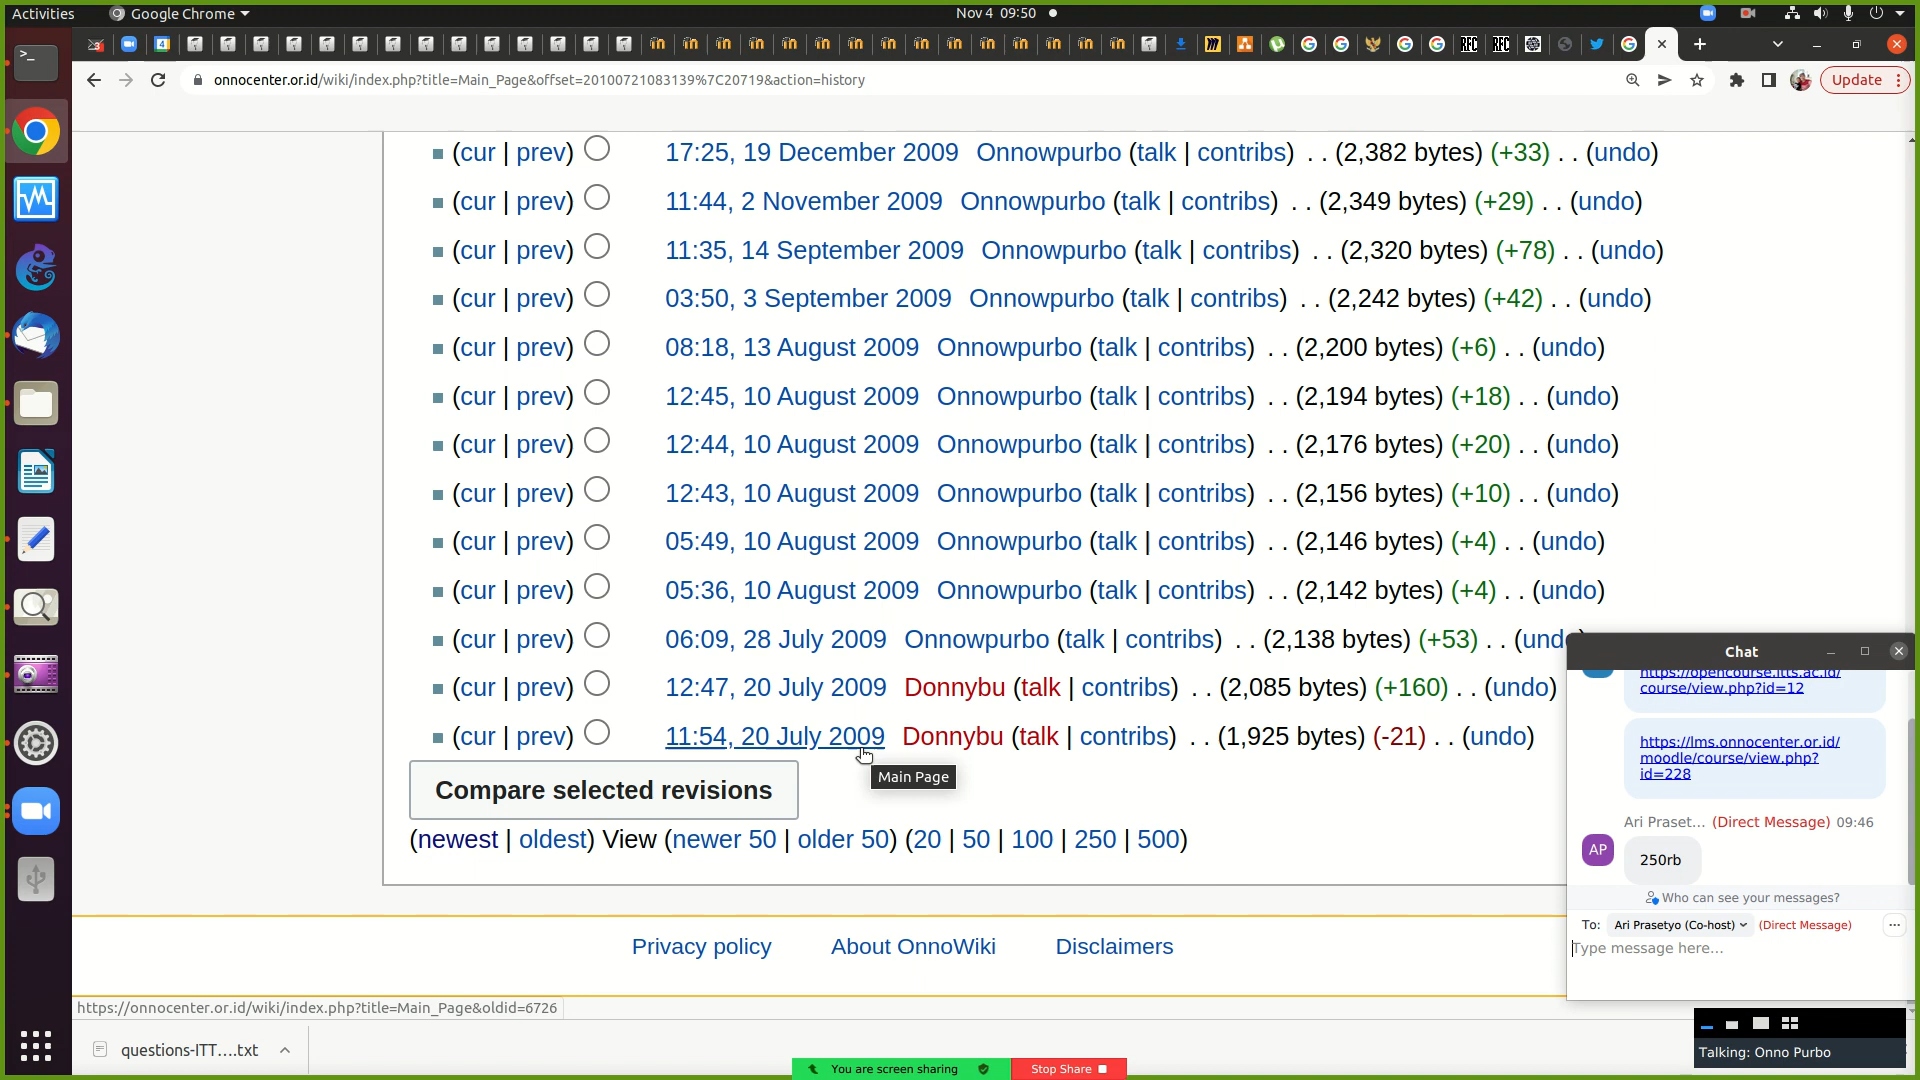 Activities
Google Chrome
Nov 4 09:50
onnocenter.or.id/wiki/index.php?title=Main_Page&offset=20100721083139%7C20719&action=history
Update
(cur | prev) 17:25, 19 December 2009 Onnowpurbo (talk | contribs) . . (2,382 bytes) (+33) . . (undo)
(cur | prev) 11:44, 2 November 2009 Onnowpurbo (talk | contribs) . . (2,349 bytes) (+29) . . (undo)
(cur | prev) 11:35, 14 September 2009 Onnowpurbo (talk | contribs) . . (2,320 bytes) (+78) . . (undo)
(cur | prev) 03:50, 3 September 2009 Onnowpurbo (talk | contribs) . . (2,242 bytes) (+42) . . (undo)
(cur | prev) 08:18, 13 August 2009 Onnowpurbo (talk | contribs) . . (2,200 bytes) (+6) . . (undo)
(cur | prev) 12:45, 10 August 2009 Onnowpurbo (talk | contribs) . . (2,194 bytes) (+18) . . (undo)
(cur | prev) 12:44, 10 August 2009 Onnowpurbo (talk | contribs) . . (2,176 bytes) (+20) . . (undo)
(cur | prev) 12:43, 10 August 2009 Onnowpurbo (talk | contribs) . . (2,156 bytes) (+10) . . (undo)
(cur | prev) 05:49, 10 August 2009 Onnowpurbo (talk | contribs) . . (2,146 bytes) (+4) . . (undo)
(cur | prev) 05:36, 10 August 2009 Onnowpurbo (talk | contribs) . . (2,142 bytes) (+4) . . (undo)
(cur | prev) 06:09, 28 July 2009 Onnowpurbo (talk | contribs) . . (2,138 bytes) (+53) . . (und
(cur | prev) 12:47, 20 July 2009 Donnybu (talk | contribs) . . (2,085 bytes) (+160) . . (undo)
(cur | prev) 11:54, 20 July 2009 Donnybu (talk | contribs) . . (1,925 bytes) (-21) . . (undo)
Main Page
Compare selected revisions
(newest | oldest) View (newer 50 | older 50) (20 | 50 | 100 | 250 | 500)
Privacy policy About OnnoWiki Disclaimers
https://onnocenter.or.id/wiki/index.php?title=Main_Page&oldid=6726
questions-ITT....txt
You are screen sharing
Stop Share
Chat
https://opencourse.itts.ac.id/
course/view.php?id=12
https://lms.onnocenter.or.id/
moodle/course/view.php?
id=228
Ari Praset... (Direct Message) 09:46
AP
250rb
Who can see your messages?
To: Ari Prasetyo (Co-host) (Direct Message)
Type message here...
Talking: Onno Purbo